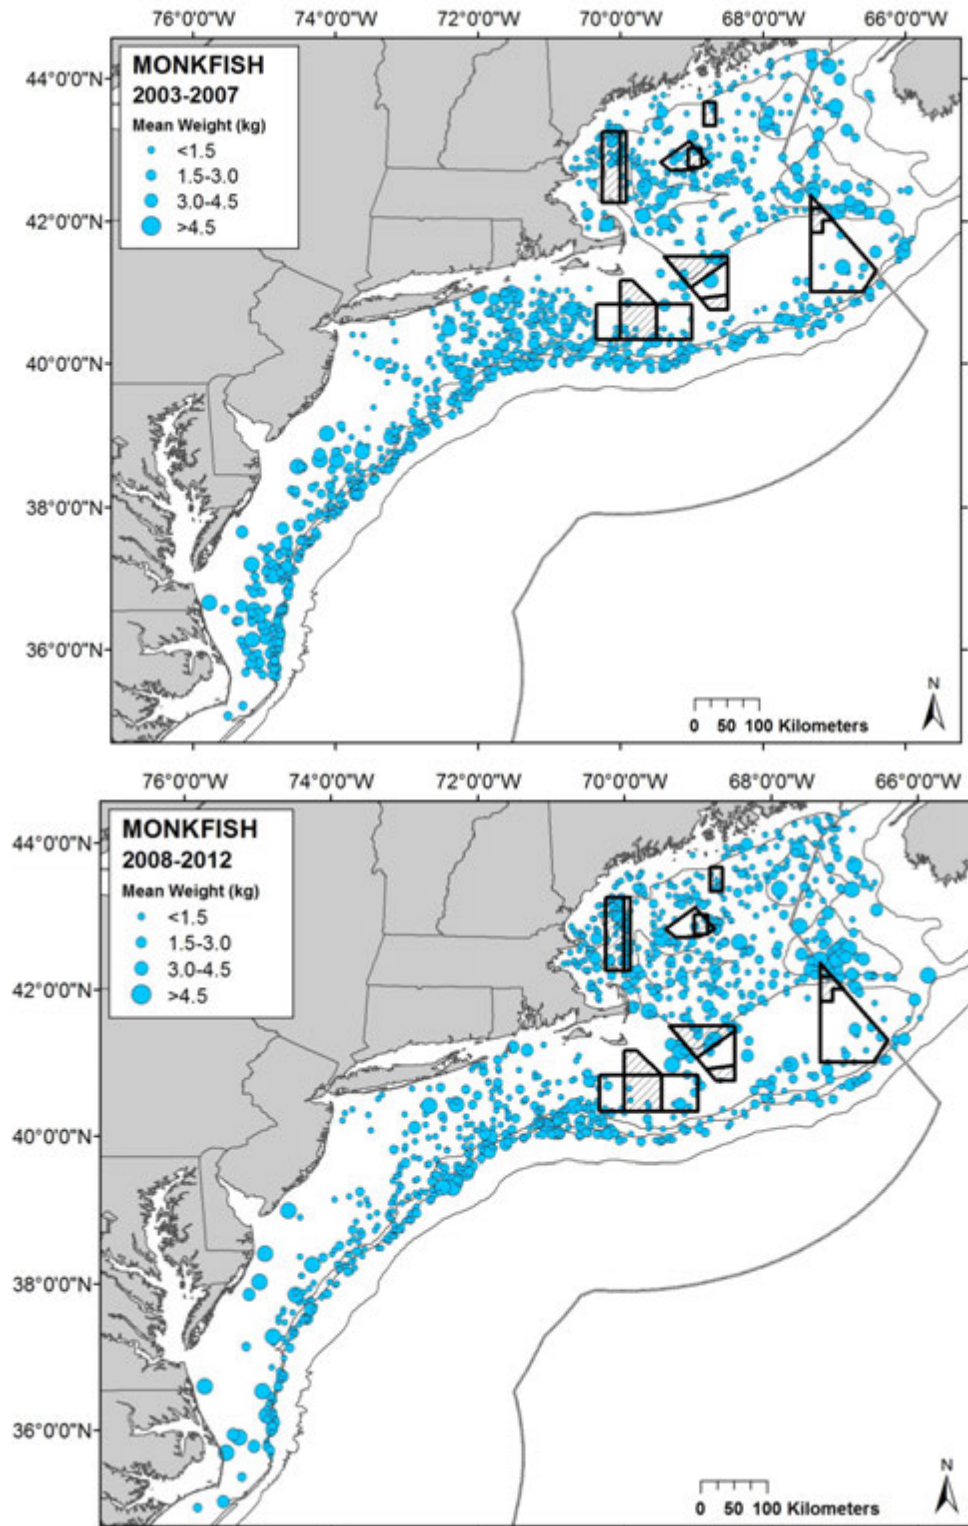 76°0'0"W 74°0'0"W 72°0'0"W 70°0'0"W 68°0'0"W 66°0'0"W
MONKFISH
2003-2007
Mean Weight (kg)
<1.5
1.5-3.0
3.0-4.5
>4.5
44°0'0"N
42°0'0"N
40°0'0"N
38°0'0"N
36°0'0"N
N
0 50 100 Kilometers
76°0'0"W 74°0'0"W 72°0'0"W 70°0'0"W 68°0'0"W 66°0'0"W
MONKFISH
2008-2012
Mean Weight (kg)
<1.5
1.5-3.0
3.0-4.5
>4.5
44°0'0"N
42°0'0"N
40°0'0"N
38°0'0"N
36°0'0"N
N
0 50 100 Kilometers